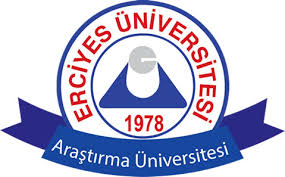 ERCİYES ÜNİVERSİTESİ
1978
Araştırma Üniversitesi